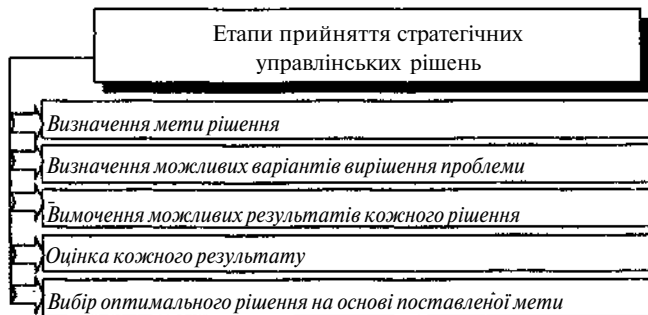 Етапи прийняття стратегічних
управлінських рішень
Визначення мети рішення
Визначення можливих варіантів вирішення проблеми
Вимочення можливих результатів кожного рішення
Оцінка кожного результату
Вибір оптимального рішення на основі поставленої мети